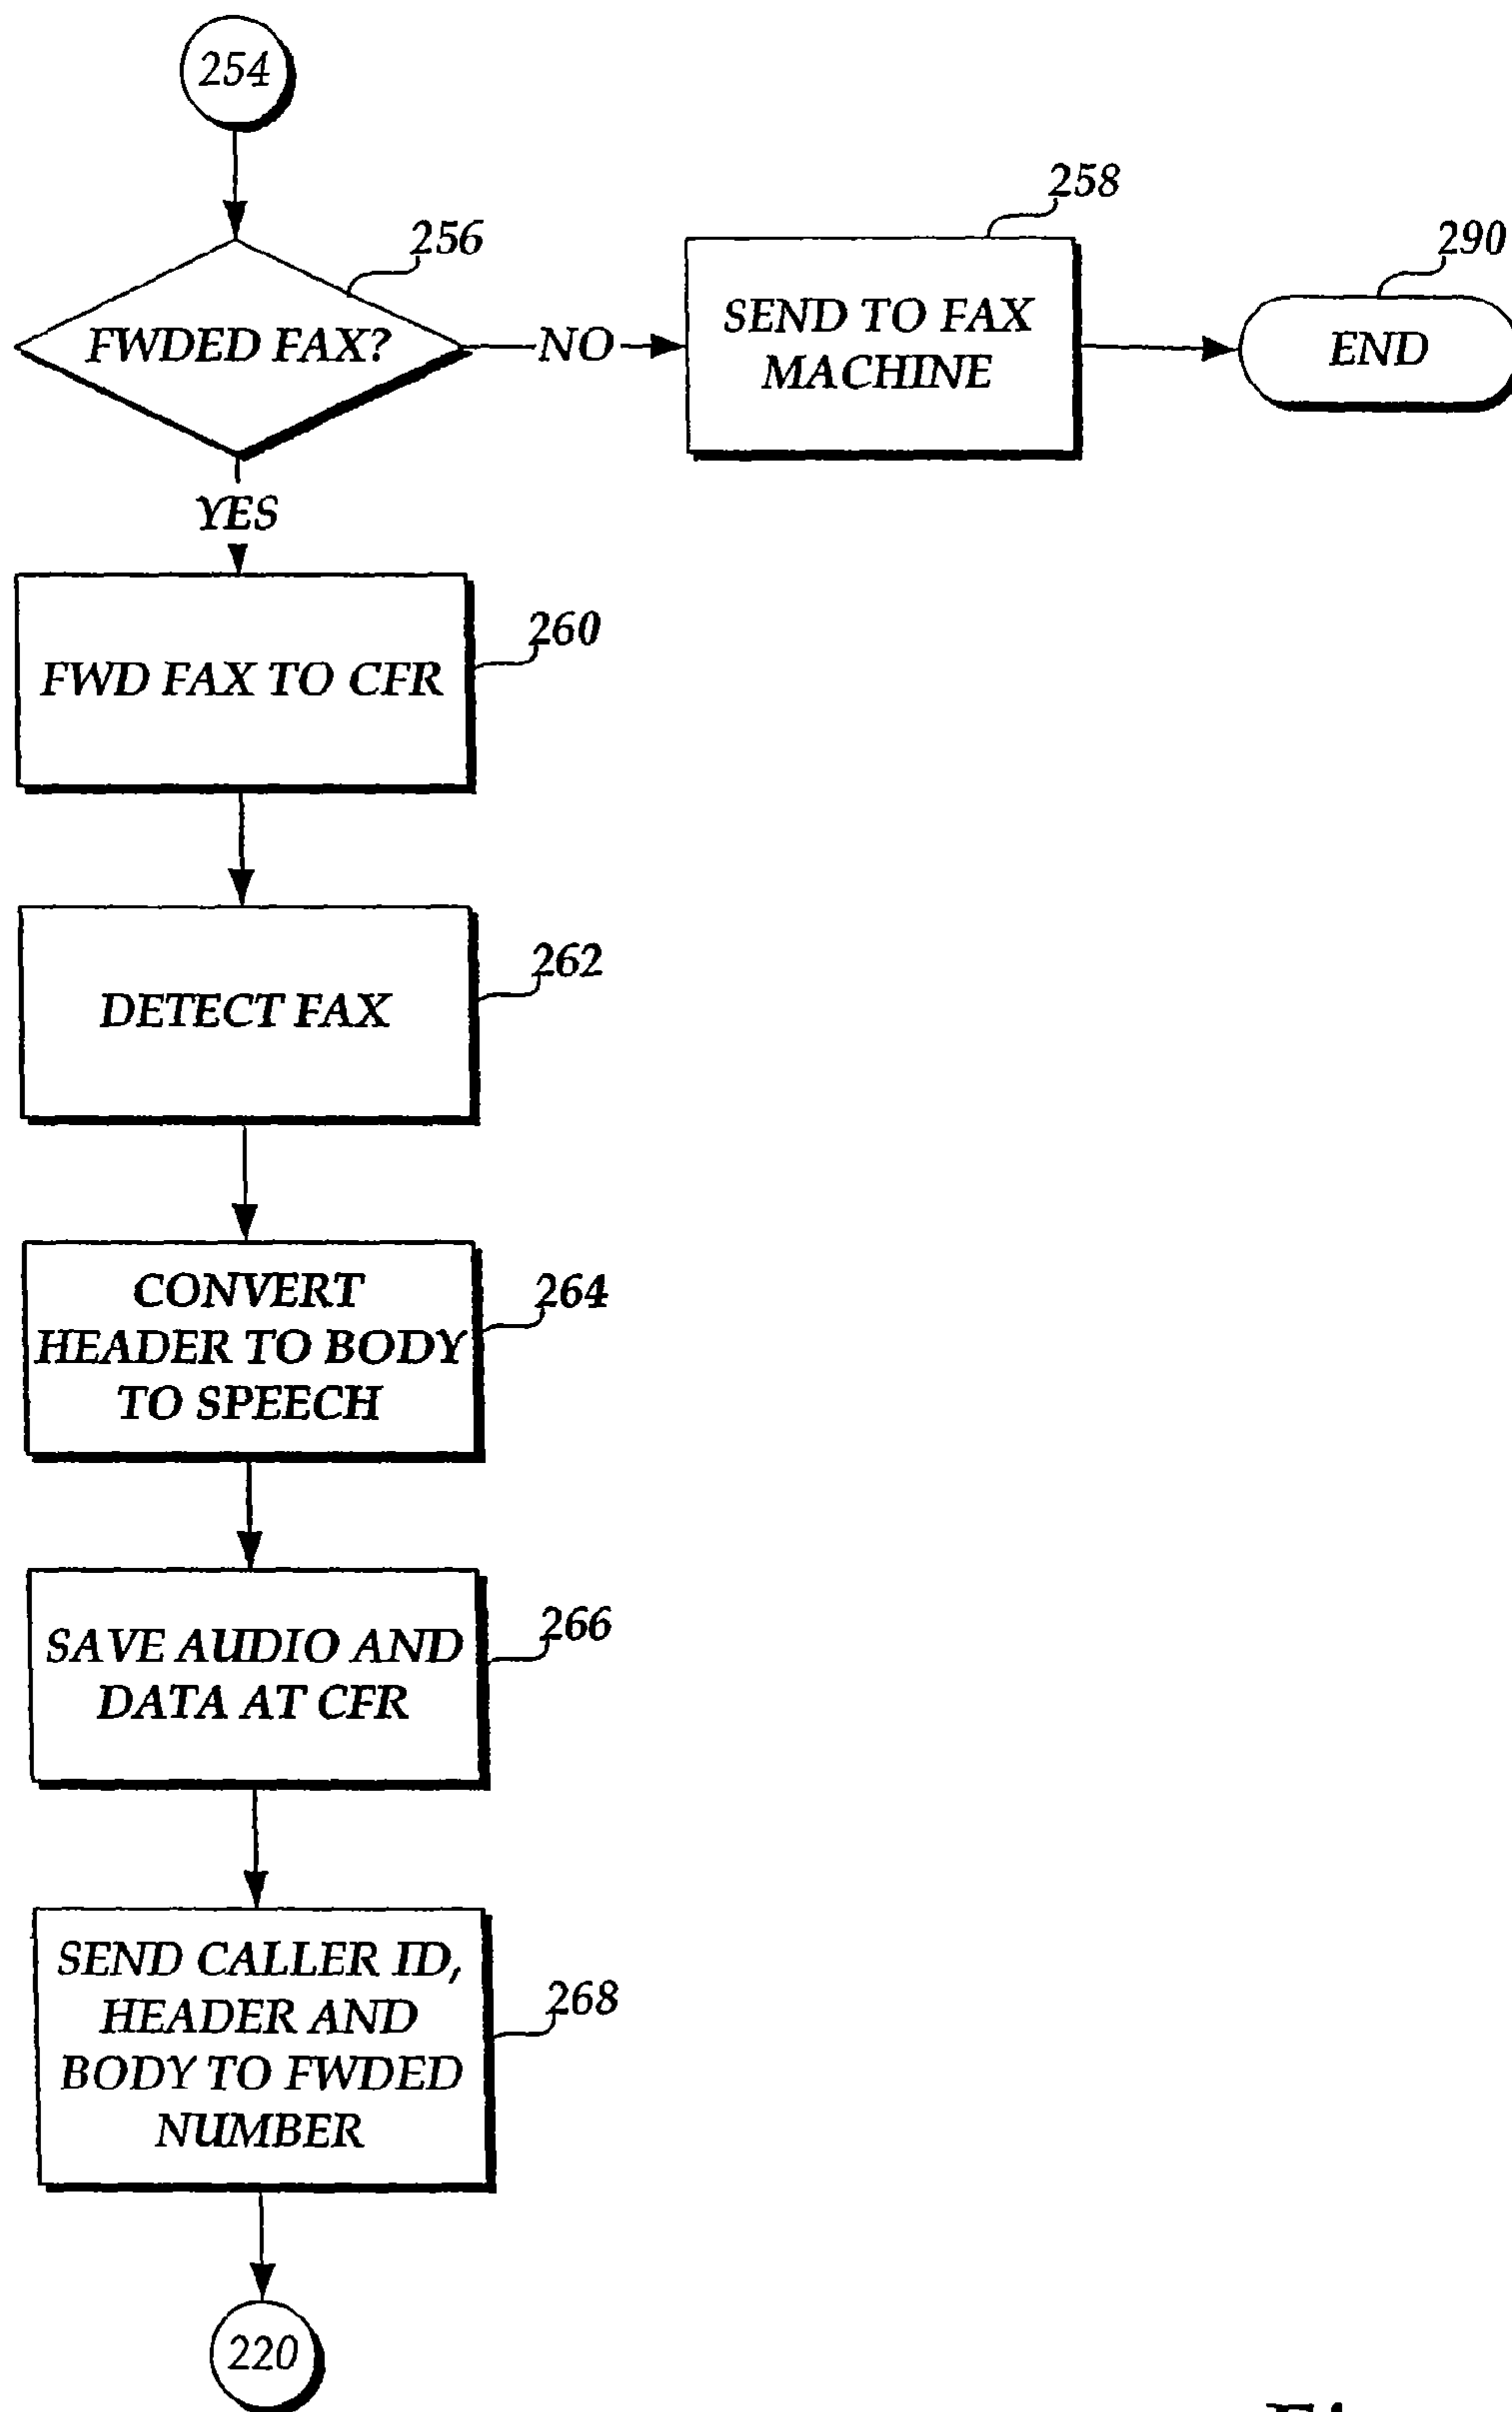 254
256
FWDED FAX?
NO
258
SEND TO FAX
MACHINE
290
END
YES
260
FWD FAX TO CFR
262
DETECT FAX
264
CONVERT
HEADER TO BODY
TO SPEECH
266
SAVE AUDIO AND
DATA AT CFR
268
SEND CALLER ID,
HEADER AND
BODY TO FWDED
NUMBER
220